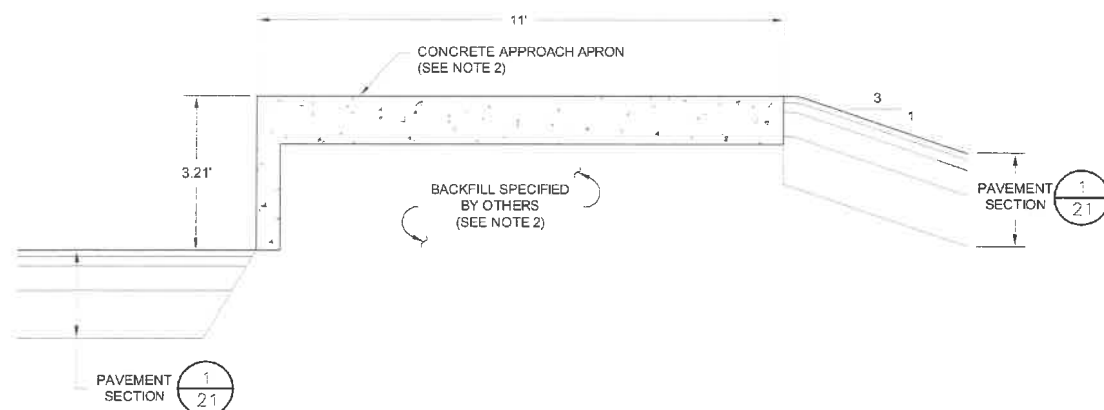 11'
CONCRETE APPROACH APRON
(SEE NOTE 2)
3
1
3.21'
BACKFILL SPECIFIED
BY OTHERS
(SEE NOTE 2)
PAVEMENT
SECTION
1
21
PAVEMENT
SECTION
1
21